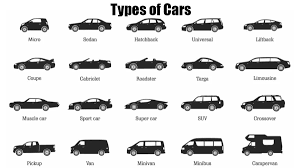 Types of Cars
Micro Sedan Hatchback Universal Liftback
Coupe Cabriolet Roadster Targa Limousine
Muscle car Sport car Super car SUV Crossover
Pickup Van Minivan Minibus Campervan